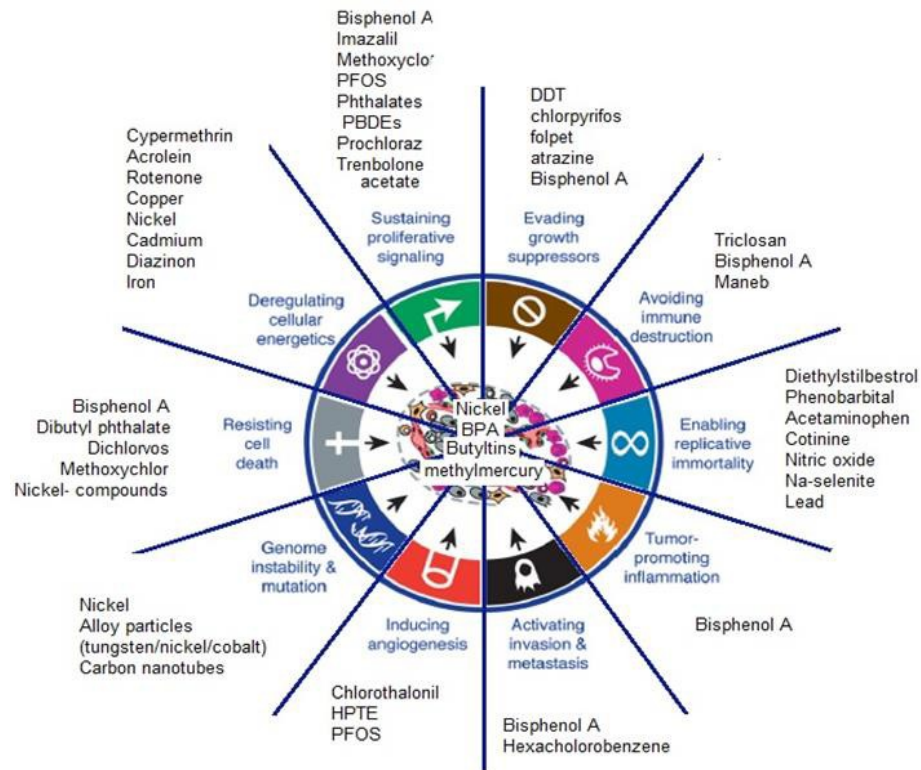 Bisphenol A
Imazalil
Methoxyclor
PFOS
Phthalates
PBDEs
Prochloraz
Trenbolone
acetate
Sustaining
proliferative
signaling
DDT
chlorpyrifos
folpet
atrazine
Bisphenol A
Evading
growth
suppressors
Triclosan
Bisphenol A
Maneb
Avoiding
immune
destruction
Diethylstilbestrol
Phenobarbital
Acetaminophen
Cotinine
Nitric oxide
Na-selenite
Lead
Enabling
replicative
immortality
Bisphenol A
Tumor-
promoting
inflammation
Bisphenol A
Hexacholorobenzene
Activating
invasion &
metastasis
Chlorothalonil
HPTE
PFOS
Inducing
angiogenesis
Nickel
Alloy particles
(tungsten/nickel/cobalt)
Carbon nanotubes
Genome
instability &
mutation
Bisphenol A
Dibutyl phthalate
Dichlorvos
Methoxychlor
Nickel- compounds
Resisting
cell
death
Cypermethrin
Acrolein
Rotenone
Copper
Nickel
Cadmium
Diazinon
Iron
Deregulating
cellular
energetics
Nickel
BPA
Butyltins
methylmercury